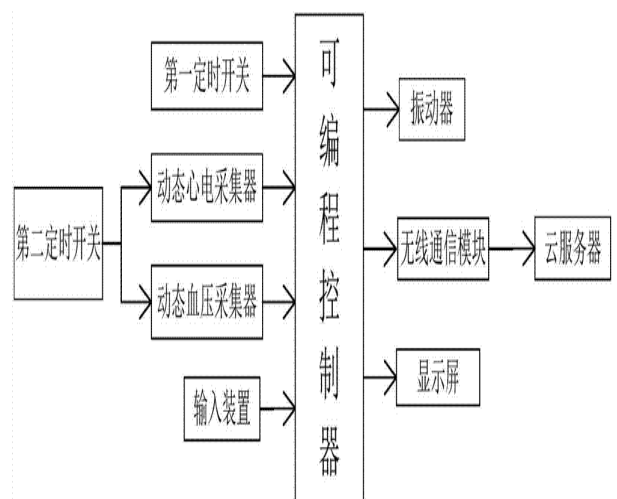 第一定时开关
动态心电采集器
第二定时开关
动态血压采集器
输入装置
可编程控制器
振动器
无线通信模块
云服务器
显示屏